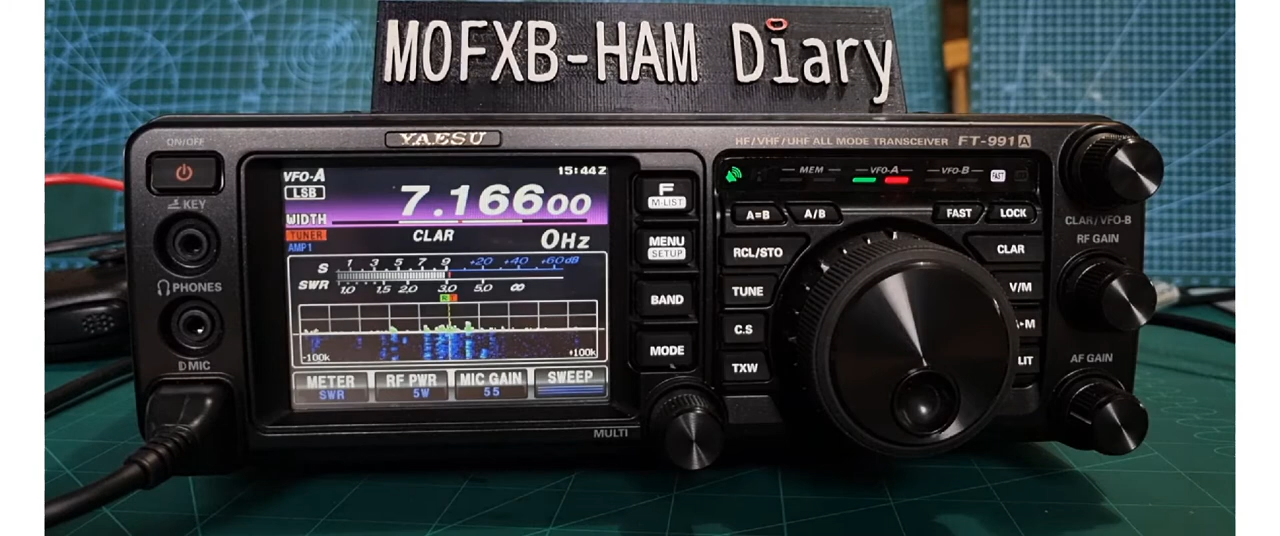 M0FXB-HAM Diary
ON/OFF
YAESU
HF/VHF/UHF ALL MODE TRANSCEIVER FT-991A
VFO-A
15:44Z
LSB
7.16600
WIDTH
TUNER
CLAR
0Hz
AMP1
S 1 3 5 7 9 +20 +40 +60dB
SWR 1.0 1.5 2.0 3.0 5.0 ∞
-100k
+100k
METER
SWR
RF PWR
5W
MIC GAIN
55
SWEEP
KEY
PHONES
MIC
F
M-LIST
MENU
SETUP
BAND
MODE
MULTI
MEM
VFO-A
VFO-B
FAST
A=B
A/B
FAST
LOCK
RCL/STO
CLAR
TUNE
V/M
C.S
TXW
CLAR/VFO-B
RF GAIN
AF GAIN